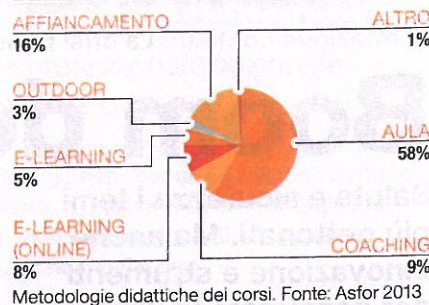 AFFIANCAMENTO
16%
ALTRO
1%
OUTDOOR
3%
AULA
58%
E-LEARNING
5%
E-LEARNING
(ONLINE)
8%
COACHING
9%
Metodologie didattiche dei corsi. Fonte: Asfor 2013